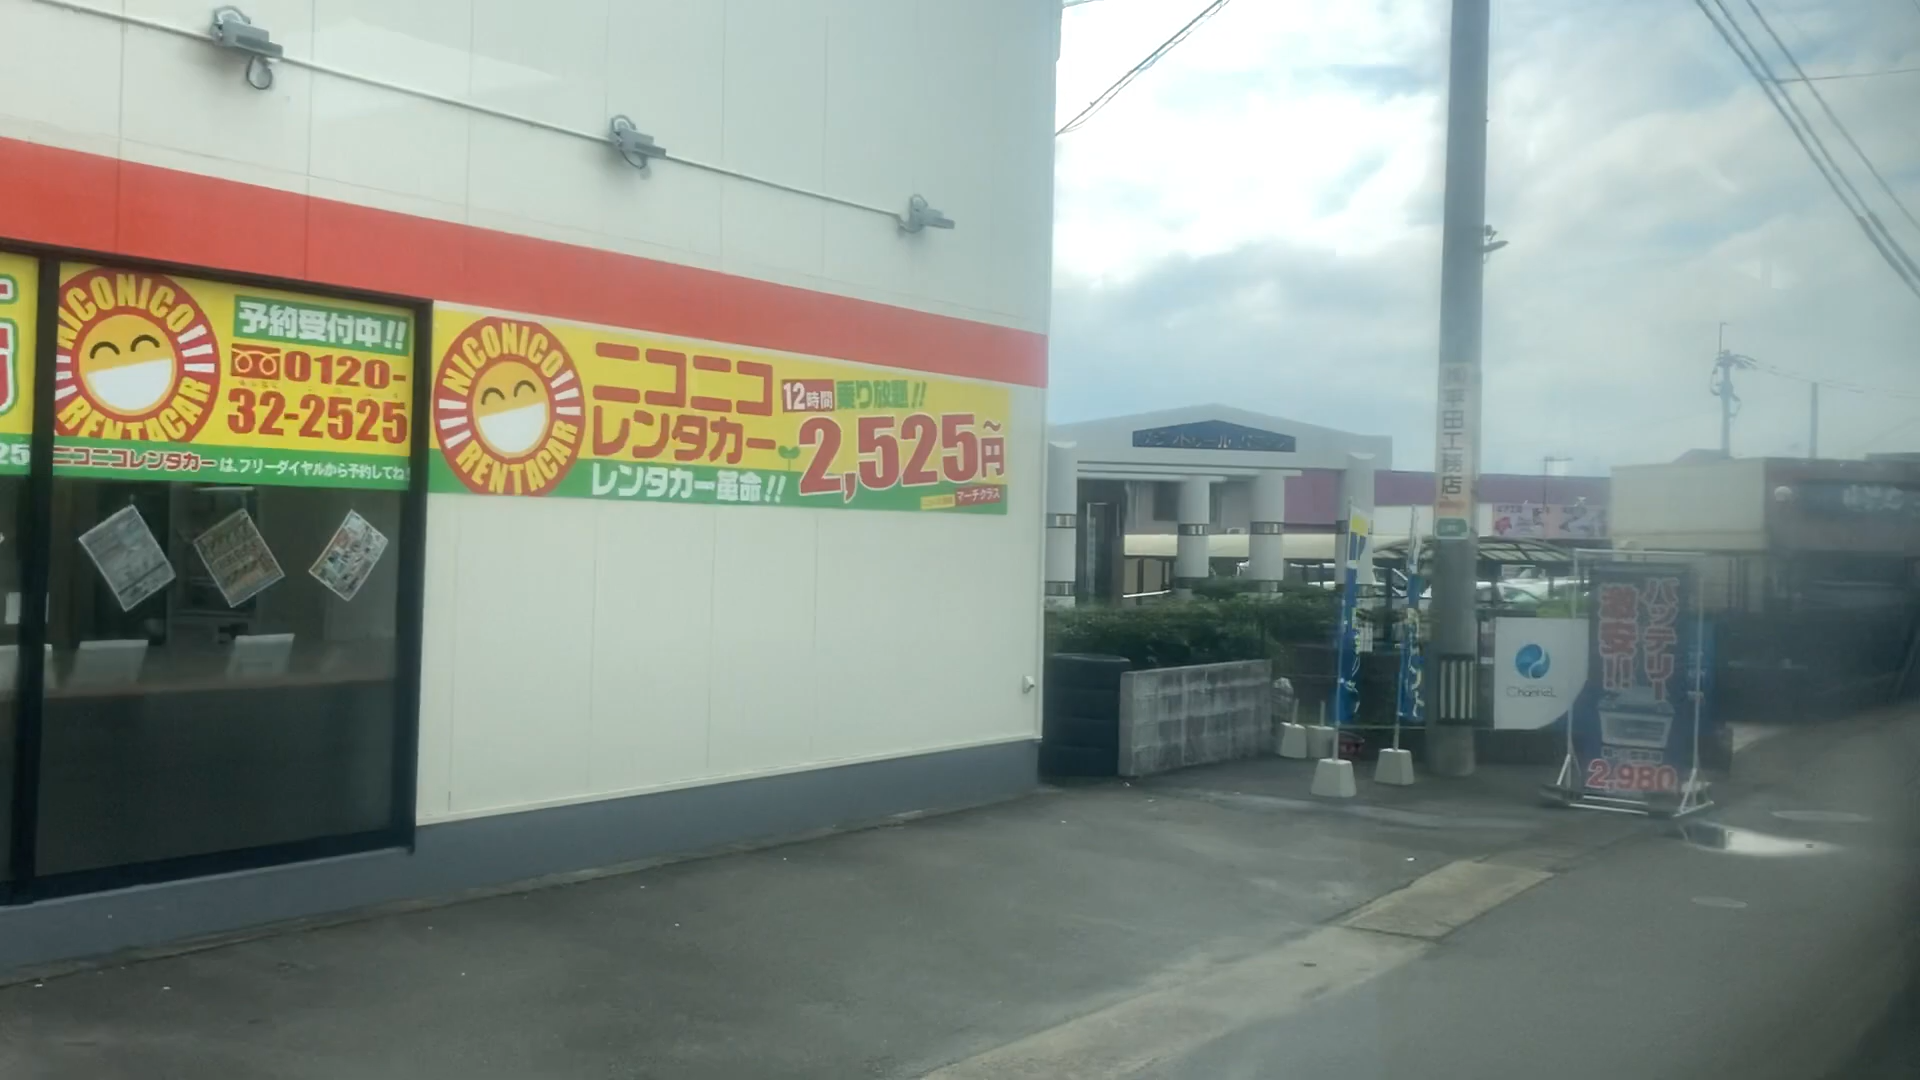 NICONICO
RENTACAR
予約受付中!!
0120-
32-2525
ニコニコレンタカーは、フリーダイヤルから予約してね
25
NICONICO
RENTACAR
ニコニコ
レンタカー
レンタカー革命!!
12時間 乗り放題!!
2,525円~
マーチクラス
平田工務店
Channel
バッテリー
激安!!!
2,980